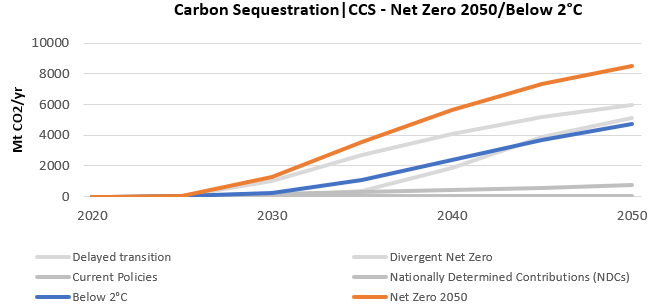 Carbon Sequestration|CCS - Net Zero 2050/Below 2°C
Mt CO2/yr
10000
8000
6000
4000
2000
0
2020 2030 2040 2050
Delayed transition Divergent Net Zero
Current Policies Nationally Determined Contributions (NDCs)
Below 2°C Net Zero 2050